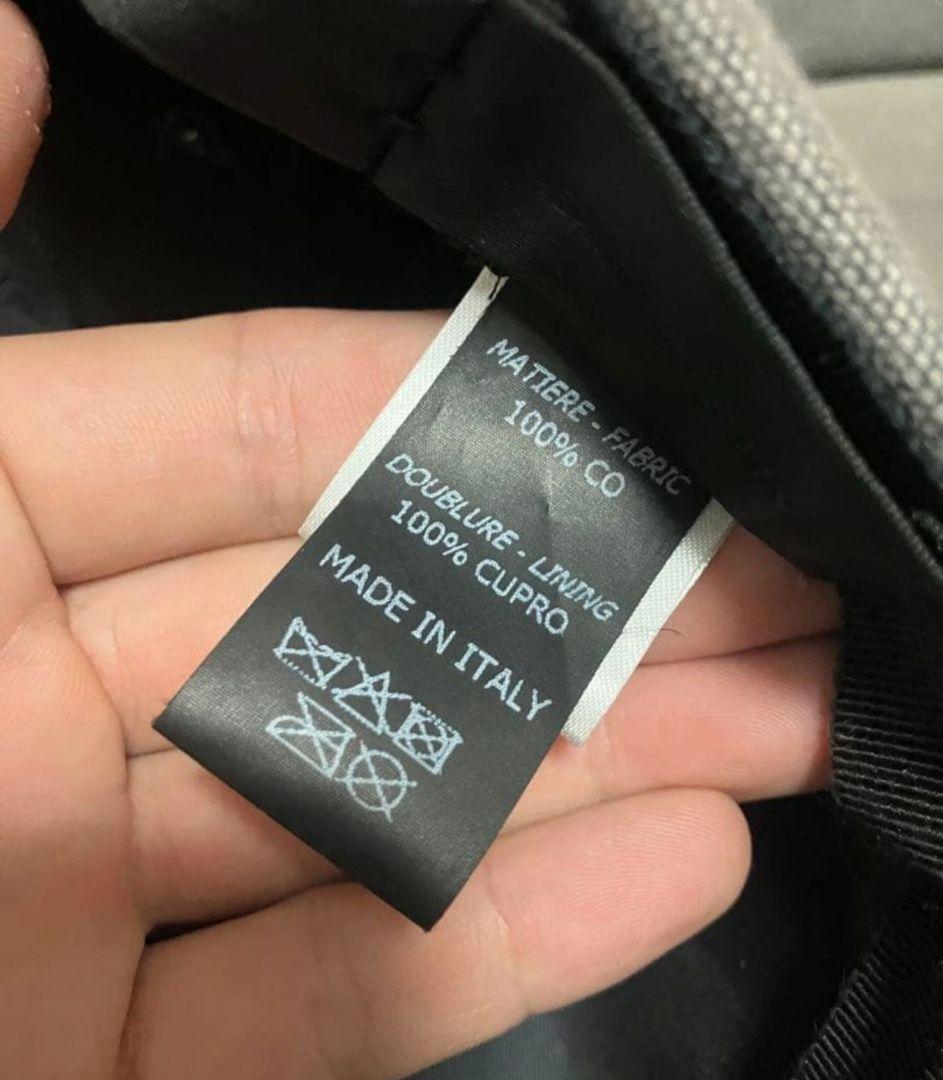 MATIERE - FABRIC
100% CO
DOUBLURE - LINING
100% CUPRO
MADE IN ITALY